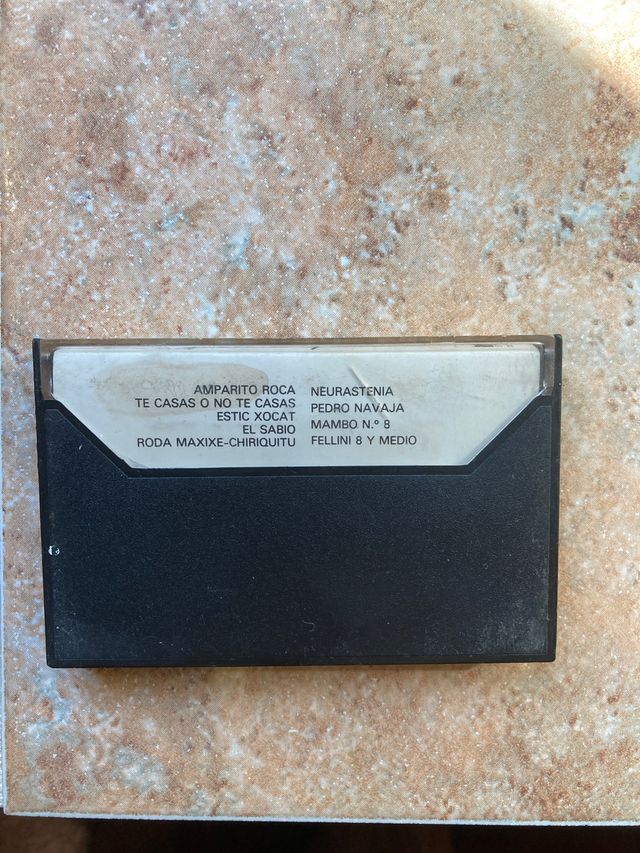 AMPARITO ROCA
TE CASAS O NO TE CASAS
ESTIC XOCAT
EL SABIO
RODA MAXIXE-CHIRIQUITU
NEURASTENIA
PEDRO NAVAJA
MAMBO N.º 8
FELLINI 8 Y MEDIO